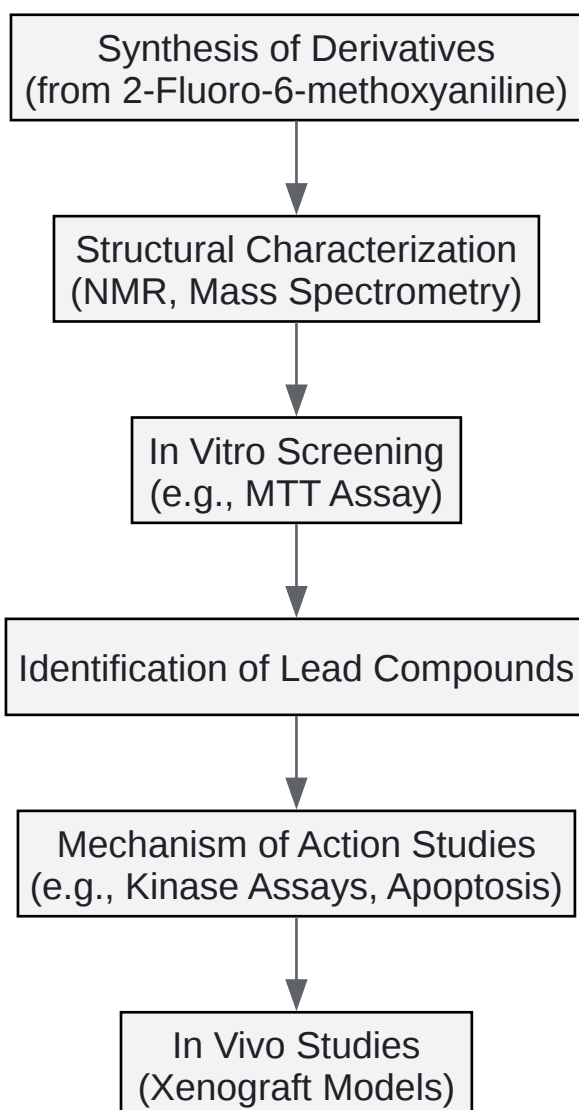 Synthesis of Derivatives
(from 2-Fluoro-6-methoxyaniline)
Structural Characterization
(NMR, Mass Spectrometry)
In Vitro Screening
(e.g., MTT Assay)
Identification of Lead Compounds
Mechanism of Action Studies
(e.g., Kinase Assays, Apoptosis)
In Vivo Studies
(Xenograft Models)